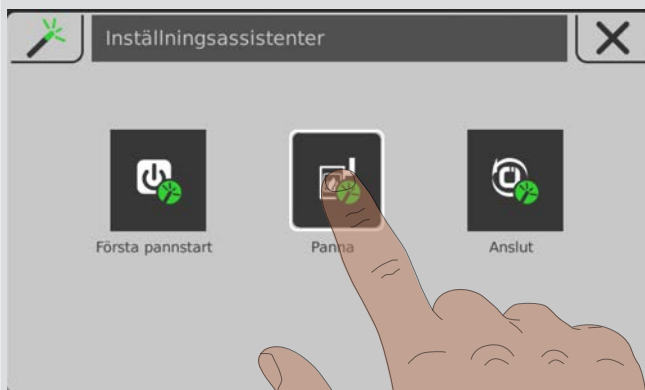 Inställningsassistenter
Första pannstart
Panna
Anslut